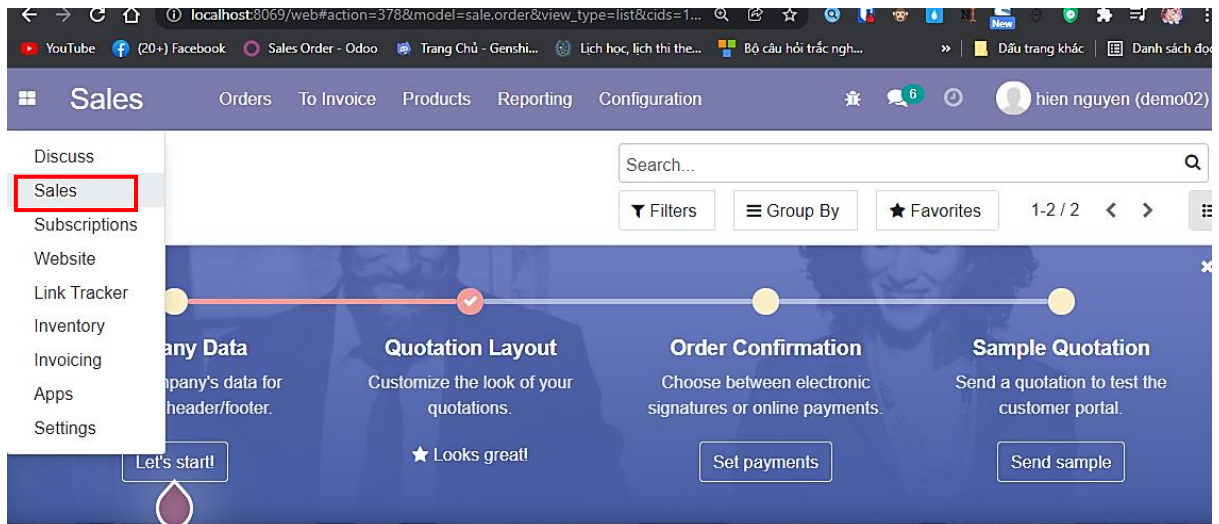 localhost:8069/web#action=378&model=sale.order&view_type=list&cids=1...
New
YouTube (20+) Facebook Sales Order - Odoo Trang Chủ - Genshi... Lịch học, lịch thi the... Bộ câu hỏi trắc ngh... » Dấu trang khác Danh sách đọc
Sales Orders To Invoice Products Reporting Configuration 6 hien nguyen (demo02)
Discuss
Sales
Subscriptions
Website
Link Tracker
Inventory
Invoicing
Apps
Settings
Search...
Filters Group By Favorites 1-2 / 2
any Data
pany's data for
header/footer.
Let's start!
Quotation Layout
Customize the look of your
quotations.
Looks great!
Order Confirmation
Choose between electronic
signatures or online payments.
Set payments
Sample Quotation
Send a quotation to test the
customer portal.
Send sample